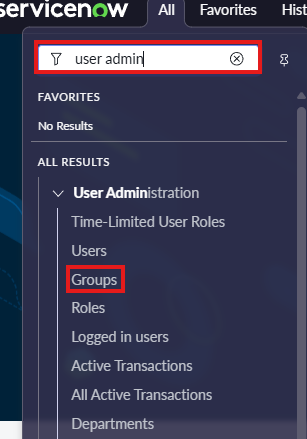 servicenow All Favorites Hist
user admin
FAVORITES
No Results
ALL RESULTS
User Administration
Time-Limited User Roles
Users
Groups
Roles
Logged in users
Active Transactions
All Active Transactions
Departments